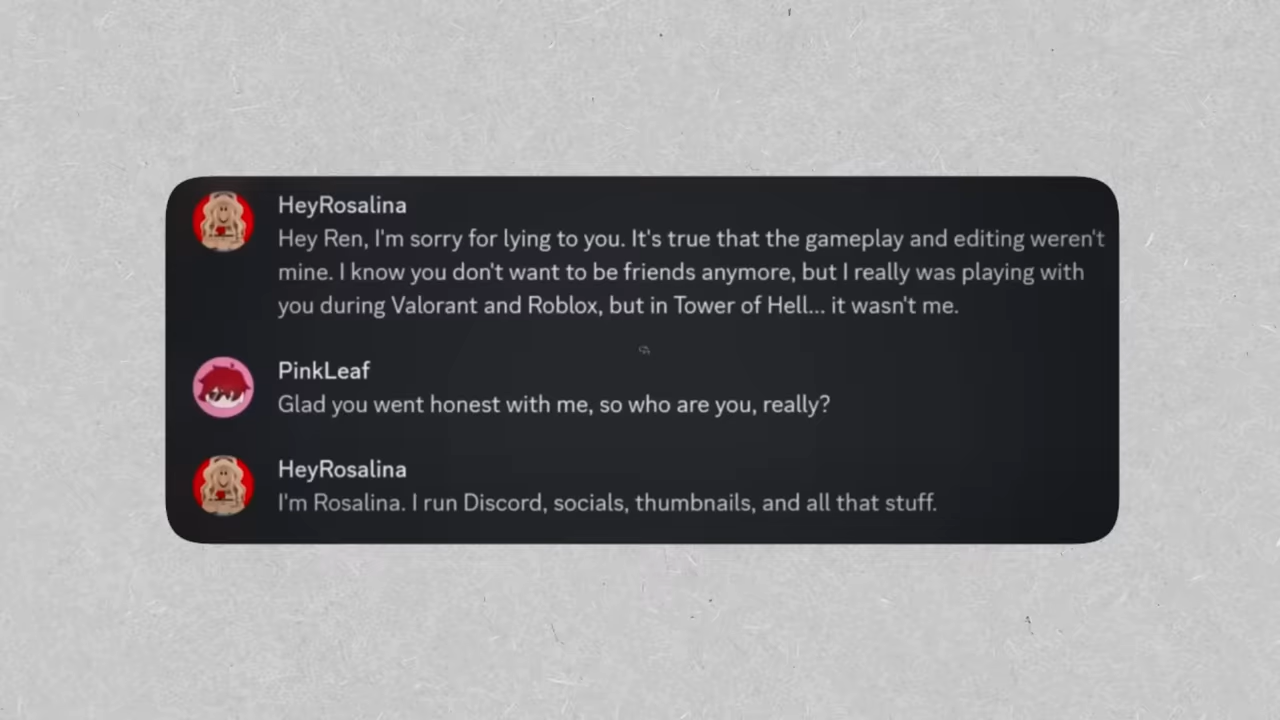 HeyRosalina
Hey Ren, I'm sorry for lying to you. It's true that the gameplay and editing weren't
mine. I know you don't want to be friends anymore, but I really was playing with
you during Valorant and Roblox, but in Tower of Hell... it wasn't me.
PinkLeaf
Glad you went honest with me, so who are you, really?
HeyRosalina
I'm Rosalina. I run Discord, socials, thumbnails, and all that stuff.